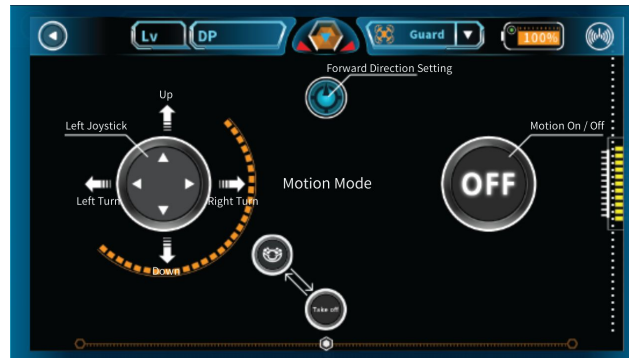 Lv
DP
Guard
100%
Forward Direction Setting
Up
Left Joystick
Motion On / Off
Motion Mode
OFF
Left Turn
Right Turn
Down
Take off